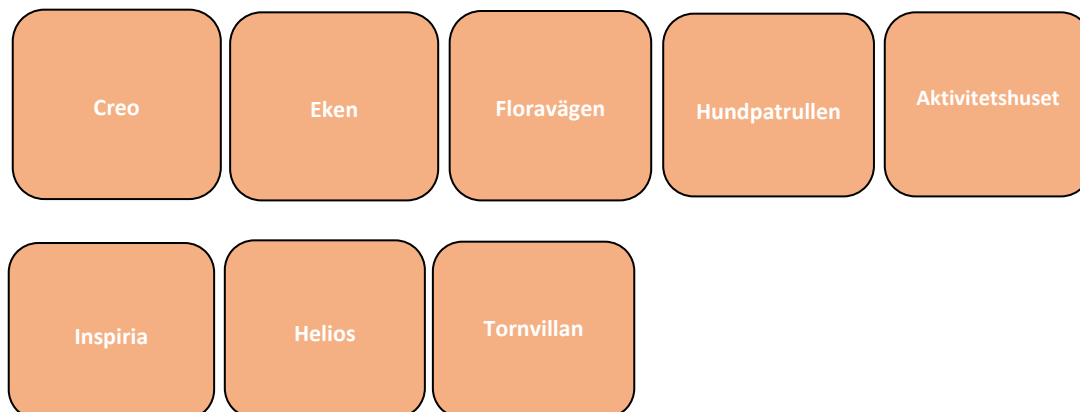 Creo
Eken
Floravägen
Hundpatrullen
Aktivitetshuset
Inspiria
Helios
Tornvillan